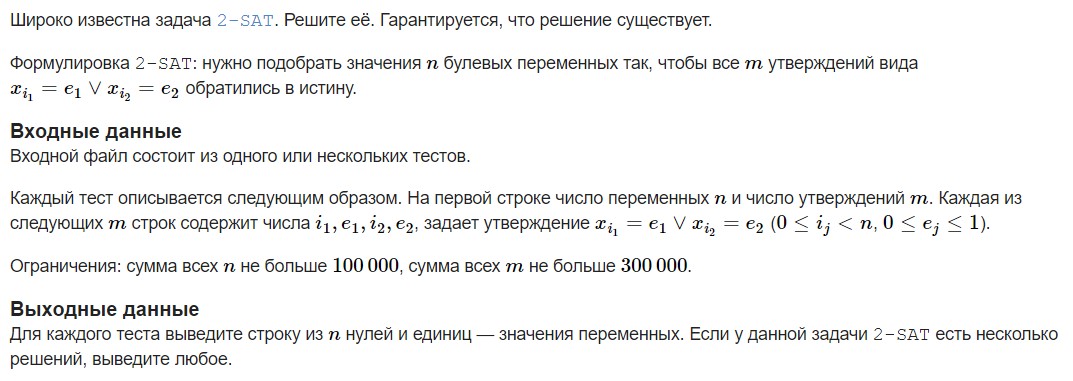 Широко известна задача 2-SAT. Решите её. Гарантируется, что решение существует.
Формулировка 2-SAT: нужно подобрать значения n булевых переменных так, чтобы все m утверждений вида
x_{i_1} = e_1 ∨ x_{i_2} = e_2 обратились в истину.
Входные данные
Входной файл состоит из одного или нескольких тестов.
Каждый тест описывается следующим образом. На первой строке число переменных n и число утверждений m. Каждая из
следующих m строк содержит числа i_1, e_1, i_2, e_2, задает утверждение x_{i_1} = e_1 ∨ x_{i_2} = e_2 (0 ≤ i_j < n, 0 ≤ e_j ≤ 1).
Ограничения: сумма всех n не больше 100 000, сумма всех m не больше 300 000.
Выходные данные
Для каждого теста выведите строку из n нулей и единиц — значения переменных. Если у данной задачи 2-SAT есть несколько
решений, выведите любое.